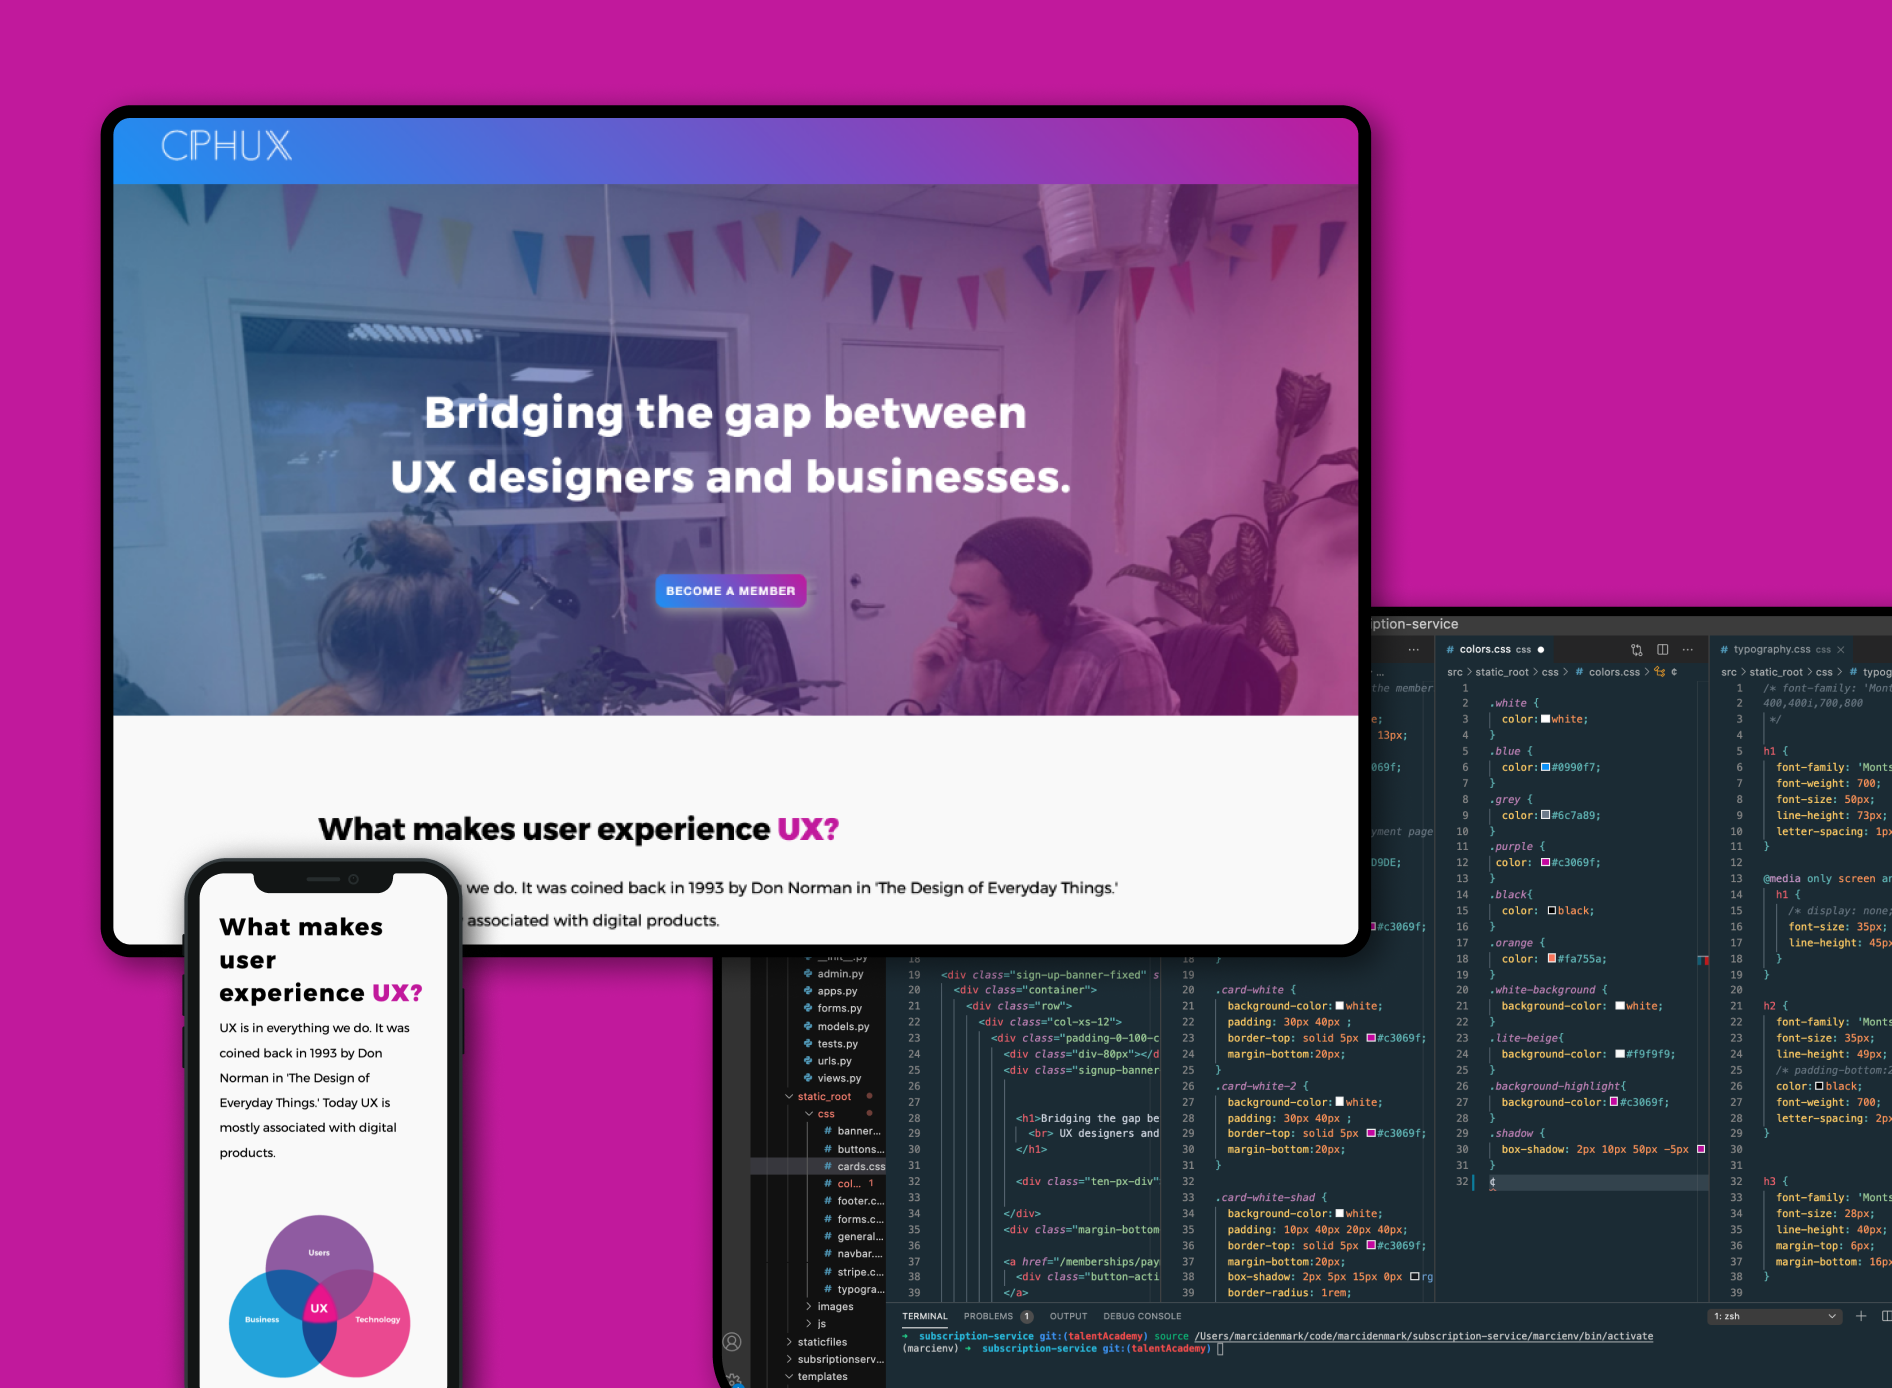 CPHUX
Bridging the gap between
UX designers and businesses.
BECOME A MEMBER
What makes user experience UX?
we do. It was coined back in 1993 by Don Norman in 'The Design of Everyday Things.'
associated with digital products.
What makes
user
experience UX?
UX is in everything we do. It was
coined back in 1993 by Don
Norman in 'The Design of
Everyday Things.' Today UX is
mostly associated with digital
products.
Users
UX
Business
Technology
ption-service
# colors.css css ●
# typography.css css ×
src > static_root > css > # colors.css > ¢
src > static_root > css > # typog
the member
e;
13px;
069f;
yment page
D9DE;
#c3069f;
1
2 .white {
3 color: white;
4 }
5 .blue {
6 color: #0990f7;
7 }
8 .grey {
9 color: #6c7a89;
10 }
11 .purple {
12 color: #c3069f;
13 }
14 .black{
15 color: black;
16 }
17 .orange {
18 color: #fa755a;
19 }
20 .white-background {
21 background-color: white;
22 }
23 .lite-beige{
24 background-color: #f9f9f9;
25 }
26 .background-highlight{
27 background-color: #c3069f;
28 }
29 .shadow {
30 box-shadow: 2px 10px 50px -5px
31 }
32 ¢
1 /* font-family: 'Mont
2 400,400i,700,800
3 */
4
5 h1 {
6 font-family: 'Monts
7 font-weight: 700;
8 font-size: 50px;
9 line-height: 73px;
10 letter-spacing: 1px
11 }
12
13 @media only screen an
14 h1 {
15 /* display: none;
16 font-size: 35px;
17 line-height: 45px
18 }
19 }
20
21 h2 {
22 font-family: 'Monts
23 font-size: 35px;
24 line-height: 49px;
25 /* padding-bottom:2
26 color: black;
27 font-weight: 700;
28 letter-spacing: 2px
29 }
30
31
32 h3 {
33 font-family: 'Monts
34 font-size: 28px;
35 line-height: 40px;
36 margin-top: 6px;
37 margin-bottom: 16px
38 }
39
__init__.py
admin.py
apps.py
forms.py
models.py
tests.py
urls.py
views.py
static_root
css
# banner...
# buttons...
# cards.css
# col... 1
# footer.c...
# forms.c...
# general...
# navbar....
# stripe.c...
# typogra...
images
js
staticfiles
subsriptionserv...
templates
18
19 <div class="sign-up-banner-fixed" s
20 <div class="container">
21 <div class="row">
22 <div class="col-xs-12">
23 <div class="padding-0-100-c
24 <div class="div-80px"></d
25 <div class="signup-banner
26
27
28 <h1>Bridging the gap be
29 <br> UX designers and
30 </h1>
31
32 <div class="ten-px-div"
33
34 </div>
35 <div class="margin-bottom
36
37 <a href="/memberships/pay
38 <div class="button-acti
39 </a>
18 }
19
20 .card-white {
21 background-color: white;
22 padding: 30px 40px ;
23 border-top: solid 5px #c3069f;
24 margin-bottom:20px;
25 }
26 .card-white-2 {
27 background-color: white;
28 padding: 30px 40px ;
29 border-top: solid 5px #c3069f;
30 margin-bottom:20px;
31 }
32
33 .card-white-shad {
34 background-color: white;
35 padding: 10px 40px 20px 40px;
36 border-top: solid 5px #c3069f;
37 margin-bottom: 20px;
38 box-shadow: 2px 5px 15px 0px rg
39 border-radius: 1rem;
TERMINAL PROBLEMS 1 OUTPUT DEBUG CONSOLE
1: zsh
➜ subscription-service git:(talentAcademy) source /Users/marcidenmark/code/marcidenmark/subscription-service/marcienv/bin/activate
(marcienv) ➜ subscription-service git:(talentAcademy)